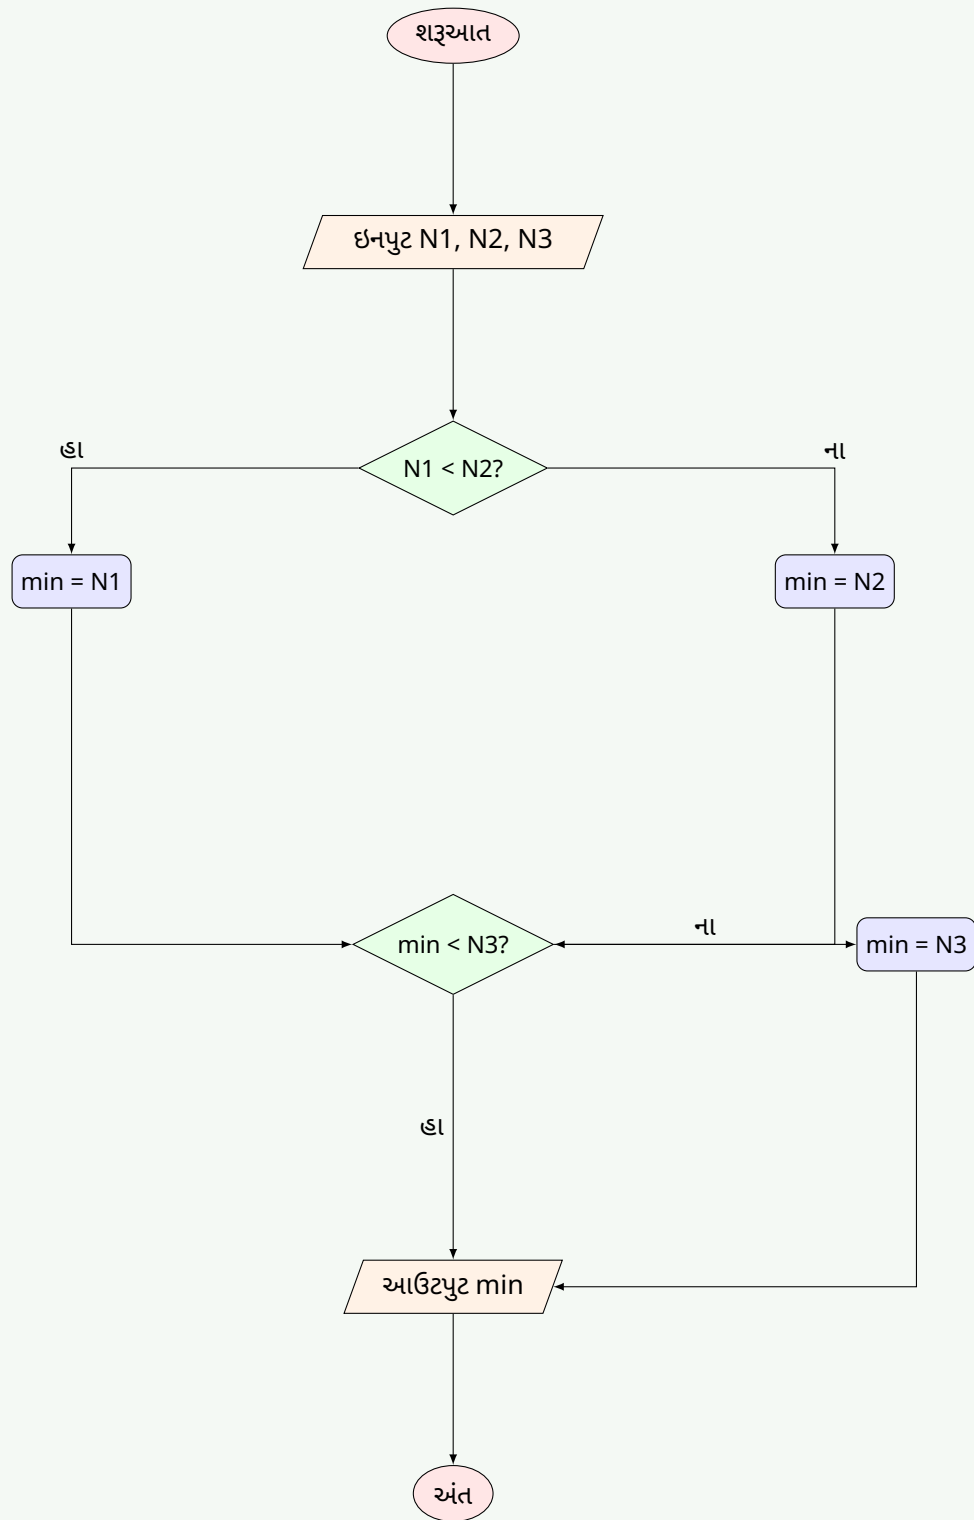 શરૂઆત
ઇનપુટ N1, N2, N3
હા
ના
N1 < N2?
min = N1
min = N2
ના
min < N3?
min = N3
હા
આઉટપુટ min
અંત